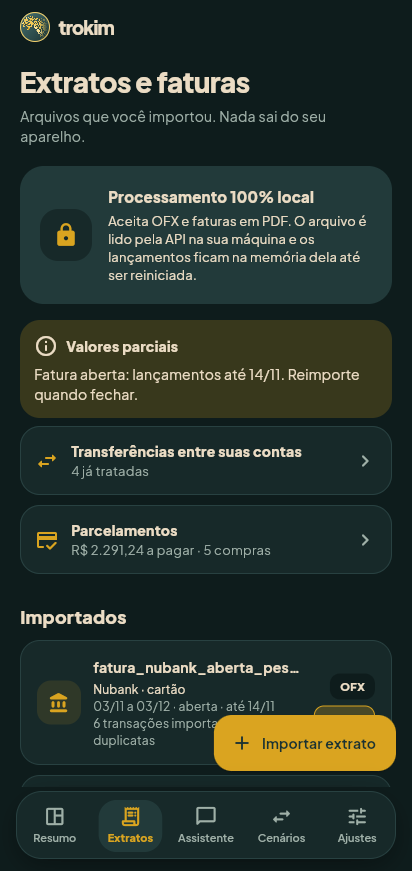 trokim
Extratos e faturas
Arquivos que você importou. Nada sai do seu
aparelho.
Processamento 100% local
Aceita OFX e faturas em PDF. O arquivo é
lido pela API na sua máquina e os
lançamentos ficam na memória dela até
ser reiniciada.
Valores parciais
Fatura aberta: lançamentos até 14/11. Reimporte
quando fechar.
Transferências entre suas contas
4 já tratadas
Parcelamentos
R$ 2.291,24 a pagar · 5 compras
Importados
fatura_nubank_aberta_pes…
Nubank · cartão
03/11 a 03/12 · aberta · até 14/11
OFX
6 transações importa
duplicatas
Importar extrato
Resumo
Extratos
Assistente
Cenários
Ajustes